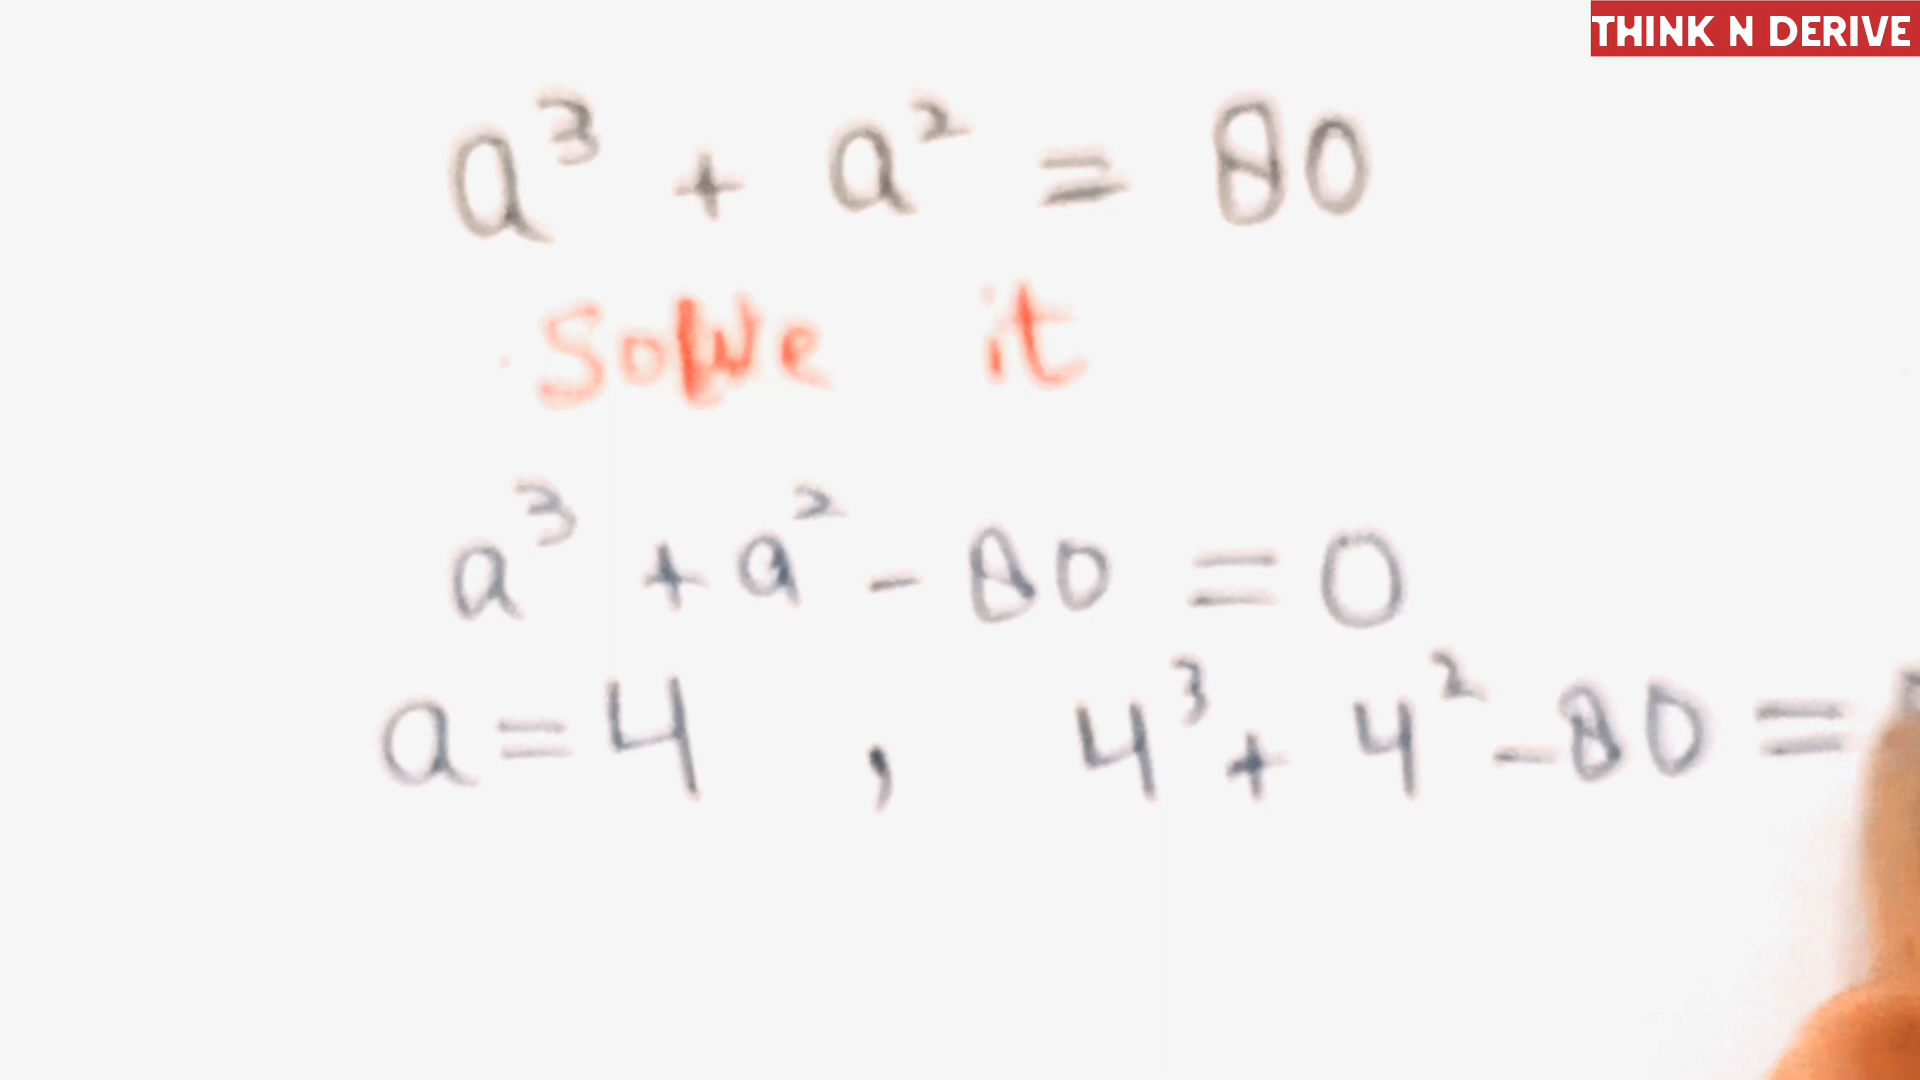 THINK N DERIVE
a³ + a² = 80
Solve it
a³ + a² - 80 = 0
a = 4 , 4³ + 4² - 80 =